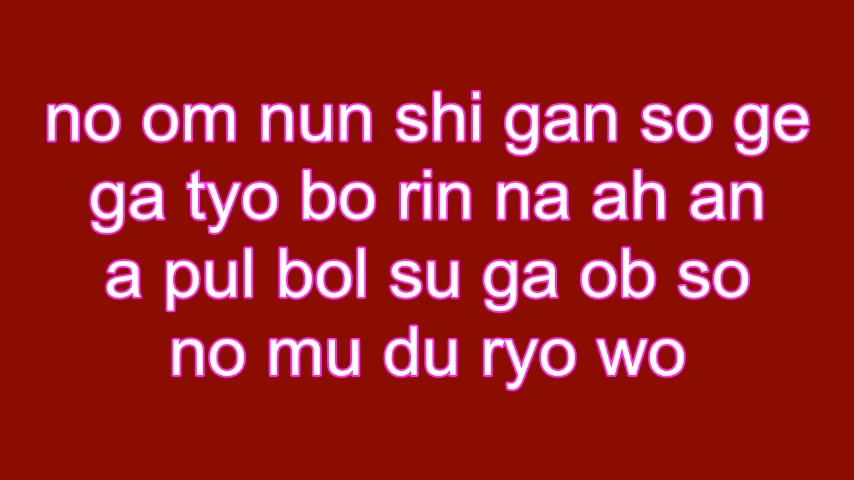 no om nun shi gan so ge
ga tyo bo rin na ah an
a pul bol su ga ob so
no mu du ryo wo